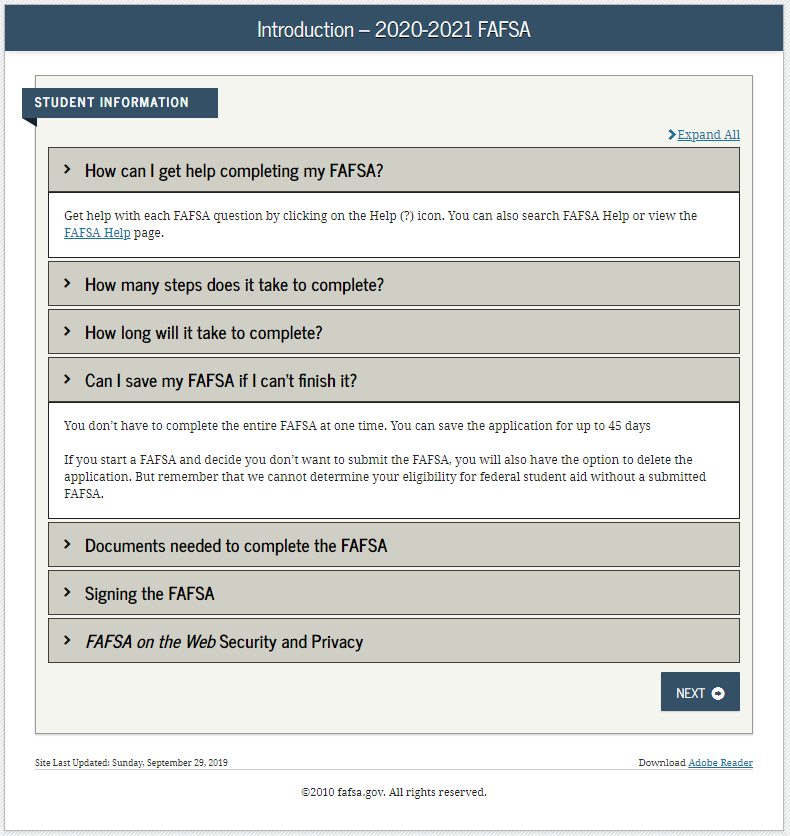 Introduction – 2020-2021 FAFSA
STUDENT INFORMATION
Expand All
How can I get help completing my FAFSA?
Get help with each FAFSA question by clicking on the Help (?) icon. You can also search FAFSA Help or view the
FAFSA Help page.
How many steps does it take to complete?
How long will it take to complete?
Can I save my FAFSA if I can't finish it?
You don't have to complete the entire FAFSA at one time. You can save the application for up to 45 days
If you start a FAFSA and decide you don't want to submit the FAFSA, you will also have the option to delete the
application. But remember that we cannot determine your eligibility for federal student aid without a submitted
FAFSA.
Documents needed to complete the FAFSA
Signing the FAFSA
FAFSA on the Web Security and Privacy
NEXT
Site Last Updated: Sunday, September 29, 2019
Download Adobe Reader
©2010 fafsa.gov. All rights reserved.